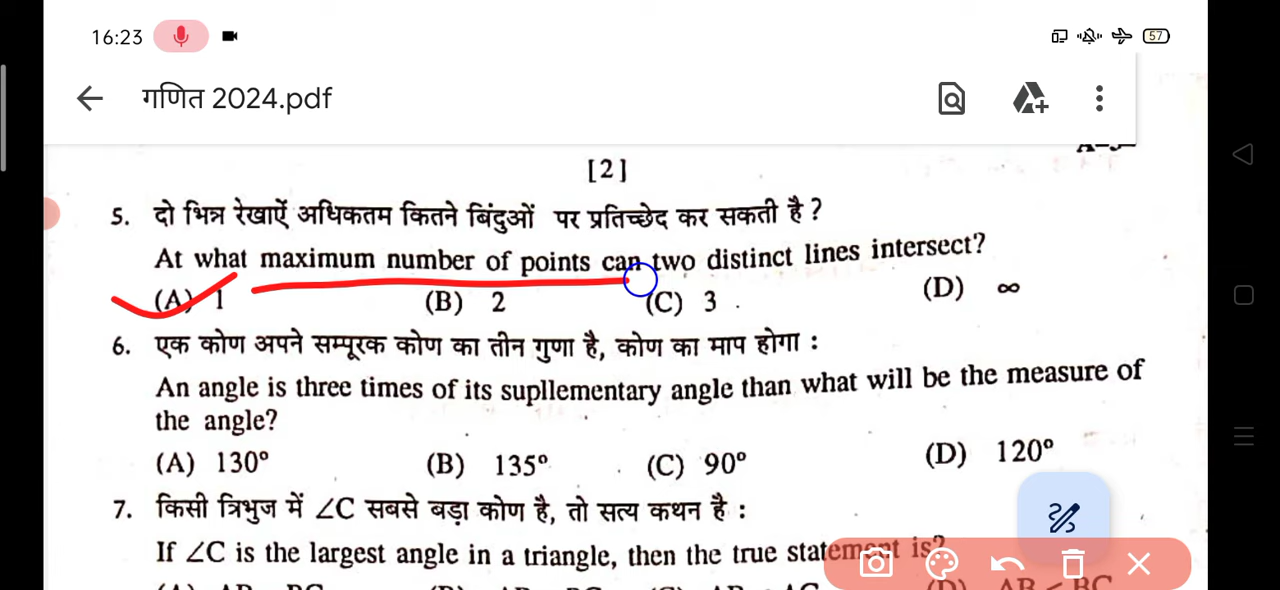 16:23
57
गणित 2024.pdf
[2]
5. दो भिन्न रेखाऐं अधिकतम कितने बिंदुओं पर प्रतिच्छेद कर सकती है ?
At what maximum number of points can two distinct lines intersect?
(A) 1 (B) 2 (C) 3 (D) ∞
6. एक कोण अपने सम्पूरक कोण का तीन गुणा है, कोण का माप होगा :
An angle is three times of its supllementary angle than what will be the measure of
the angle?
(A) 130° (B) 135° (C) 90° (D) 120°
7. किसी त्रिभुज में ∠C सबसे बड़ा कोण है, तो सत्य कथन है :
If ∠C is the largest angle in a triangle, then the true statement is?
(D) AB < BC